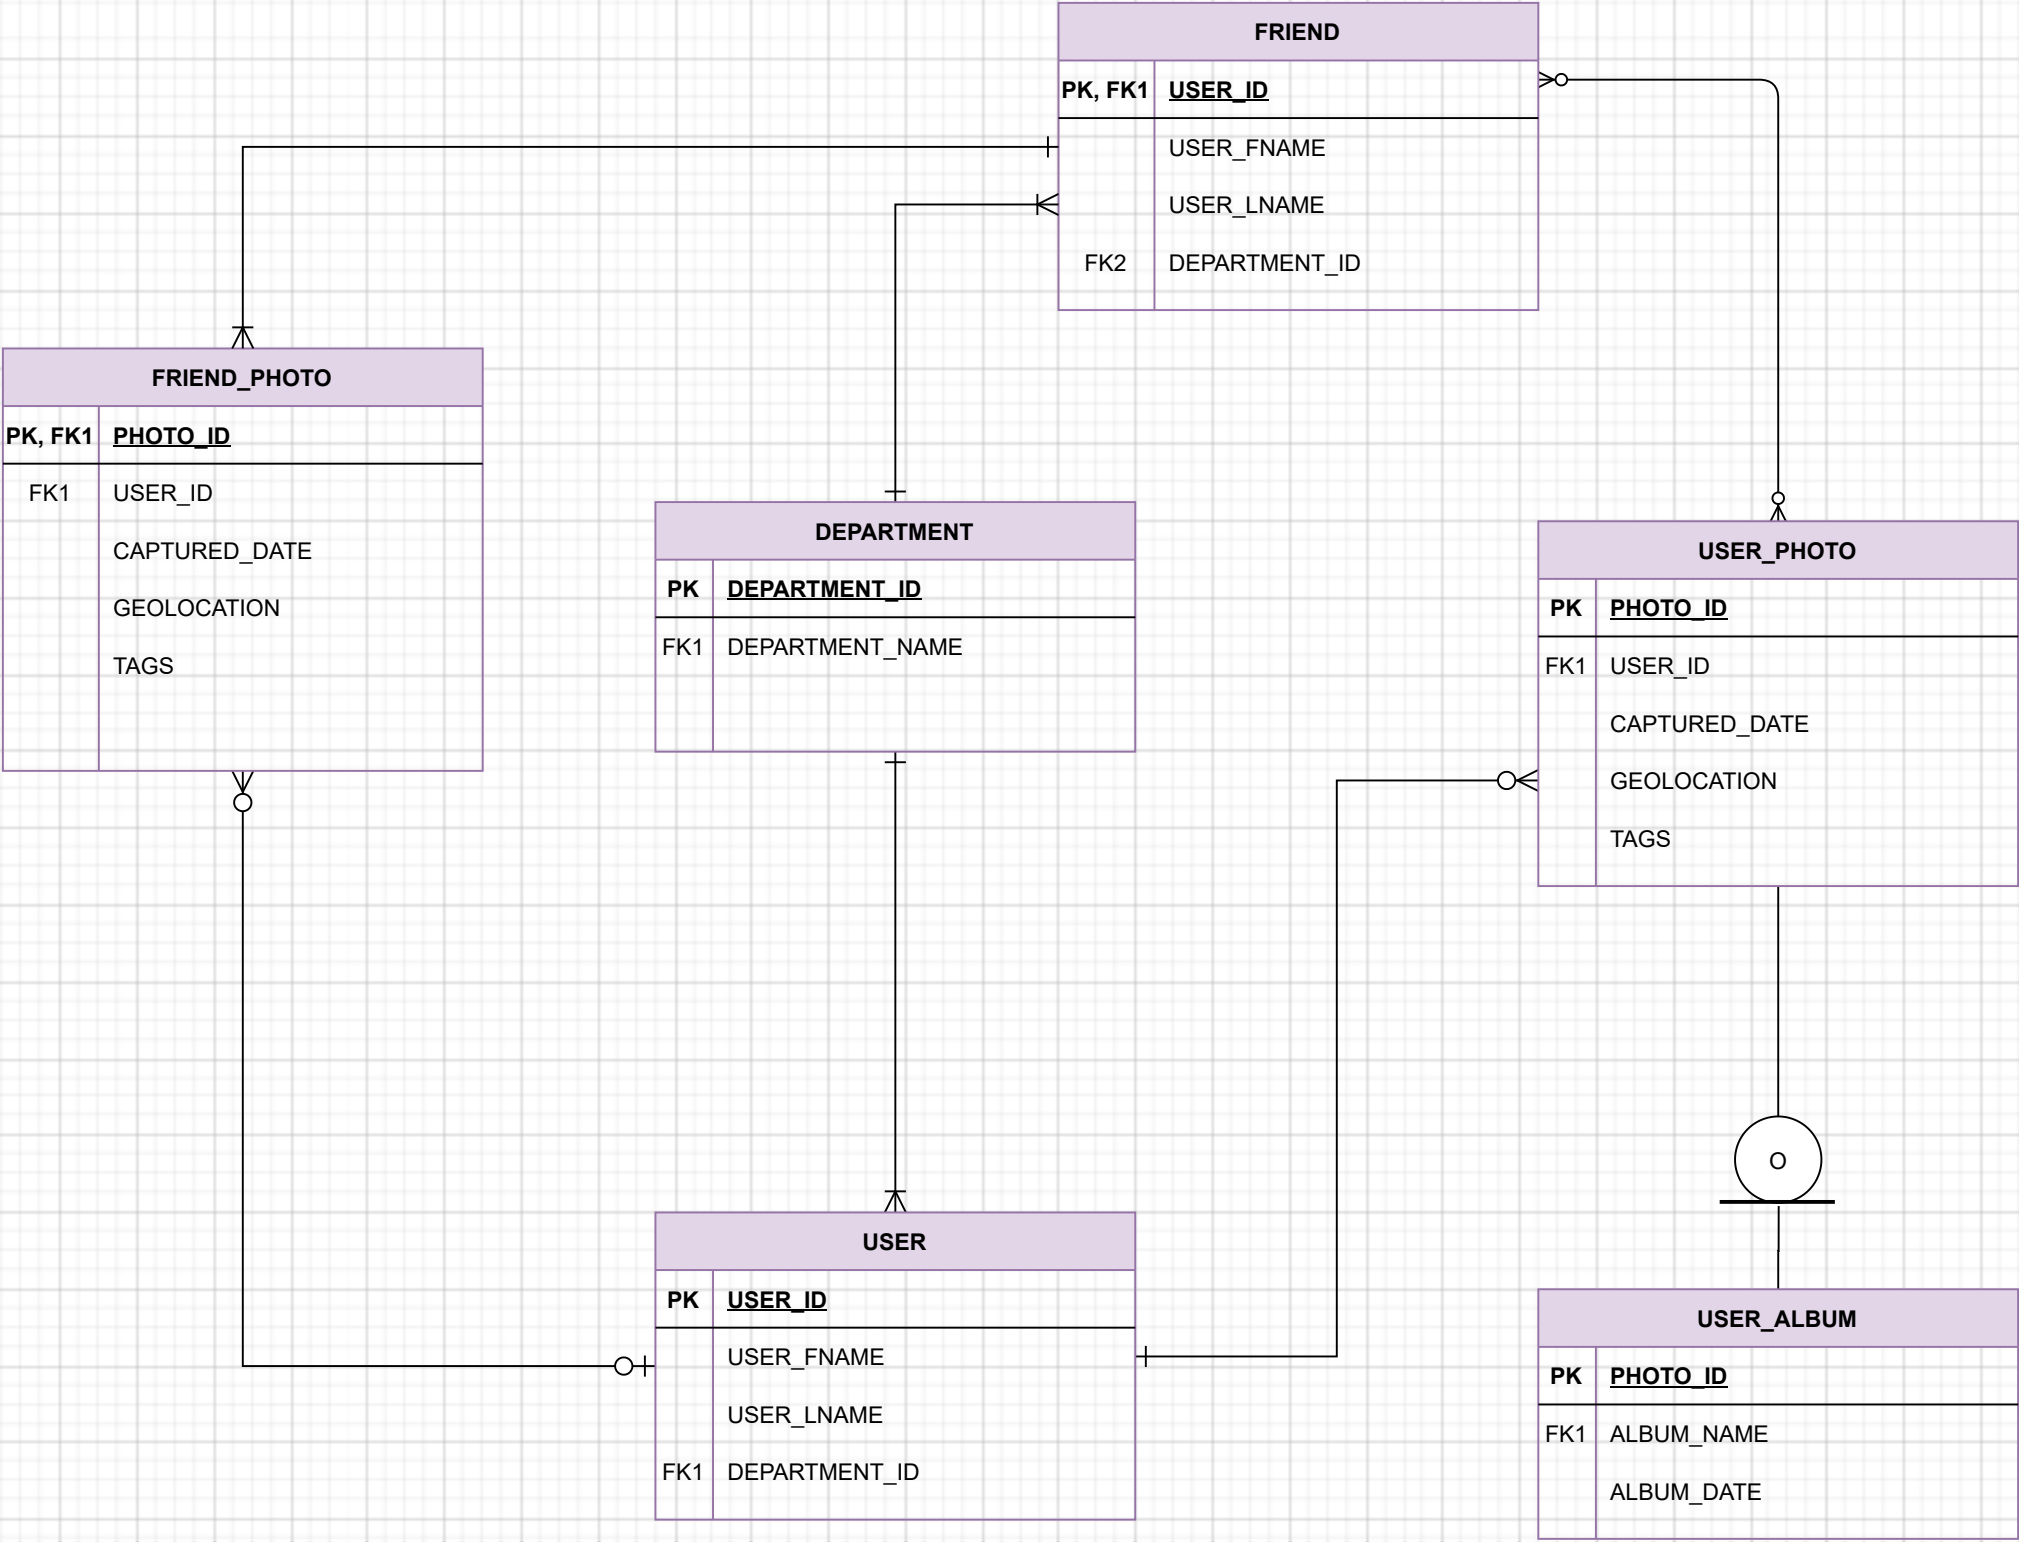 FRIEND
PK, FK1 USER_ID
USER_FNAME
USER_LNAME
FK2 DEPARTMENT_ID
FRIEND_PHOTO
PK, FK1 PHOTO_ID
FK1 USER_ID
CAPTURED_DATE
GEOLOCATION
TAGS
DEPARTMENT
PK DEPARTMENT_ID
FK1 DEPARTMENT_NAME
USER_PHOTO
PK PHOTO_ID
FK1 USER_ID
CAPTURED_DATE
GEOLOCATION
TAGS
O
USER
PK USER_ID
USER_FNAME
USER_LNAME
FK1 DEPARTMENT_ID
USER_ALBUM
PK PHOTO_ID
FK1 ALBUM_NAME
ALBUM_DATE